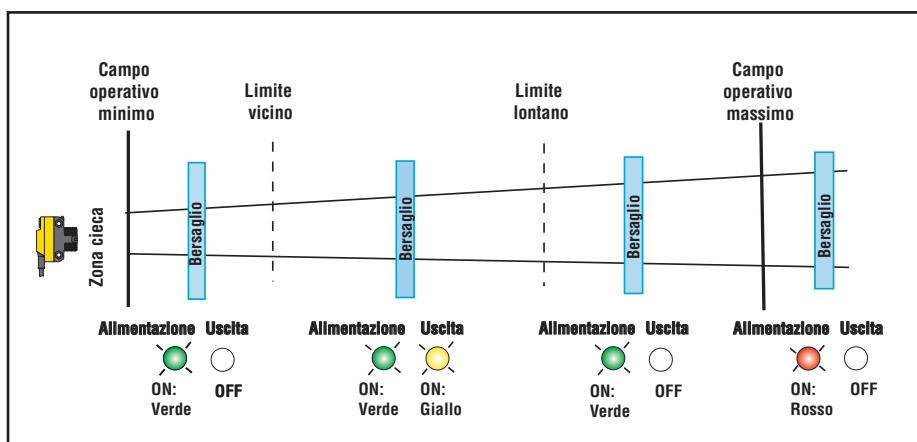 Campo
operativo
minimo
Limite
vicino
Limite
lontano
Campo
operativo
massimo
Zona cieca
Bersaglio
Bersaglio
Bersaglio
Bersaglio
Alimentazione Uscita
ON:
Verde
OFF
Alimentazione Uscita
ON:
Verde
ON:
Giallo
Alimentazione Uscita
ON:
Verde
OFF
Alimentazione Uscita
ON:
Rosso
OFF